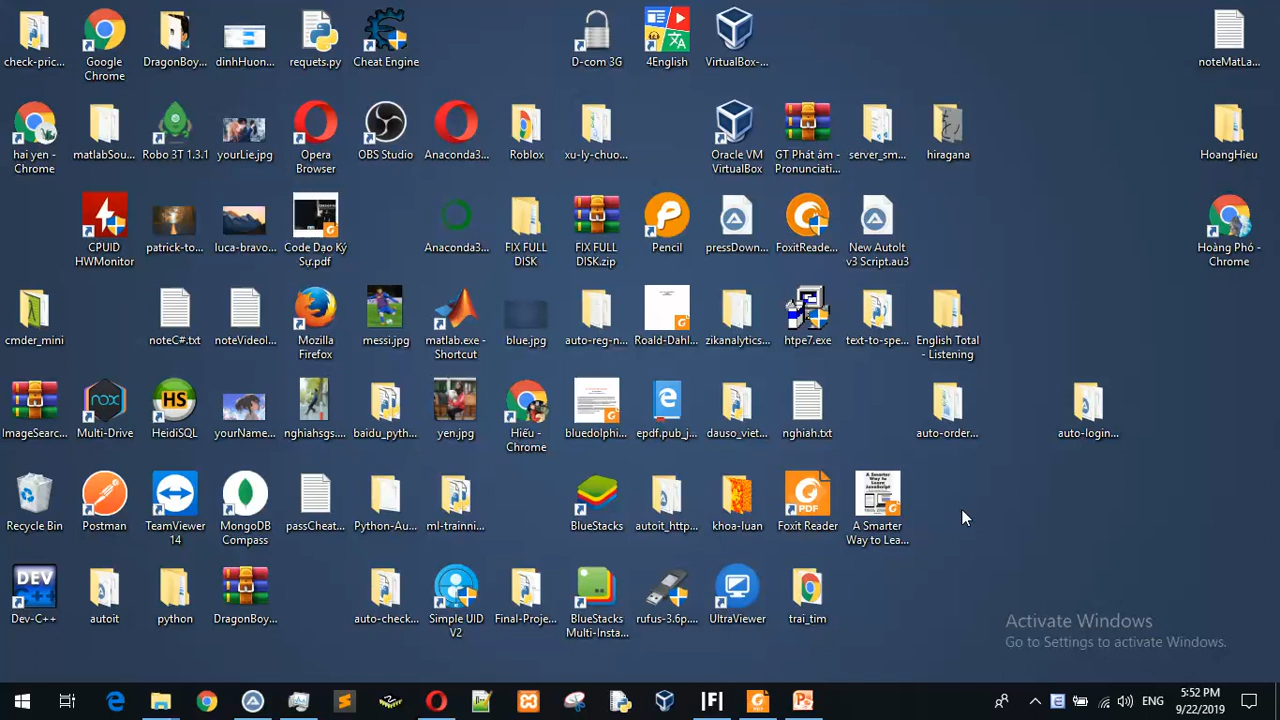 check-pric...
Google
Chrome
DragonBoy...
dinhHuon...
requets.py
Cheat Engine
D-com 3G
4English
VirtualBox-...
noteMatLa...
hai yen -
Chrome
matlabSou...
Robo 3T 1.3.1
yourLie.jpg
Opera
Browser
OBS Studio
Anaconda3...
Roblox
xu-ly-chuo...
Oracle VM
VirtualBox
GT Phát âm -
Pronunciati...
server_sm...
hiragana
HoangHieu
CPUID
HWMonitor
patrick-to...
luca-bravo...
Code Dạo Ký
Sự.pdf
Anaconda3...
FIX FULL
DISK
FIX FULL
DISK.zip
Pencil
pressDown...
FoxitReade...
New AutoIt
v3 Script.au3
Hoàng Phó -
Chrome
cmder_mini
noteC#.txt
noteVideoI...
Mozilla
Firefox
messi.jpg
matlab.exe -
Shortcut
blue.jpg
auto-reg-n...
Roald-Dahl...
zikanalytics...
htpe7.exe
text-to-spe...
English Total
- Listening
ImageSearc...
Multi-Drive
HeidiSQL
yourName...
nghiahsgs....
baidu_pyth...
yen.jpg
Hiếu -
Chrome
bluedolphi...
epdf.pub_j...
dauso_viet...
nghiah.txt
auto-order...
auto-login...
Recycle Bin
Postman
TeamViewer
14
MongoDB
Compass
passCheat...
Python-Au...
ml-trainni...
BlueStacks
autoit_http...
khoa-luan
PDF
Foxit Reader
A Smarter
Way to Lea...
DEV
Dev-C++
autoit
python
DragonBoy...
auto-check...
Simple UID
V2
Final-Proje...
BlueStacks
Multi-Insta...
rufus-3.6p....
UltraViewer
trai_tim
Activate Windows
Go to Settings to activate Windows.
ENG
5:52 PM
9/22/2019